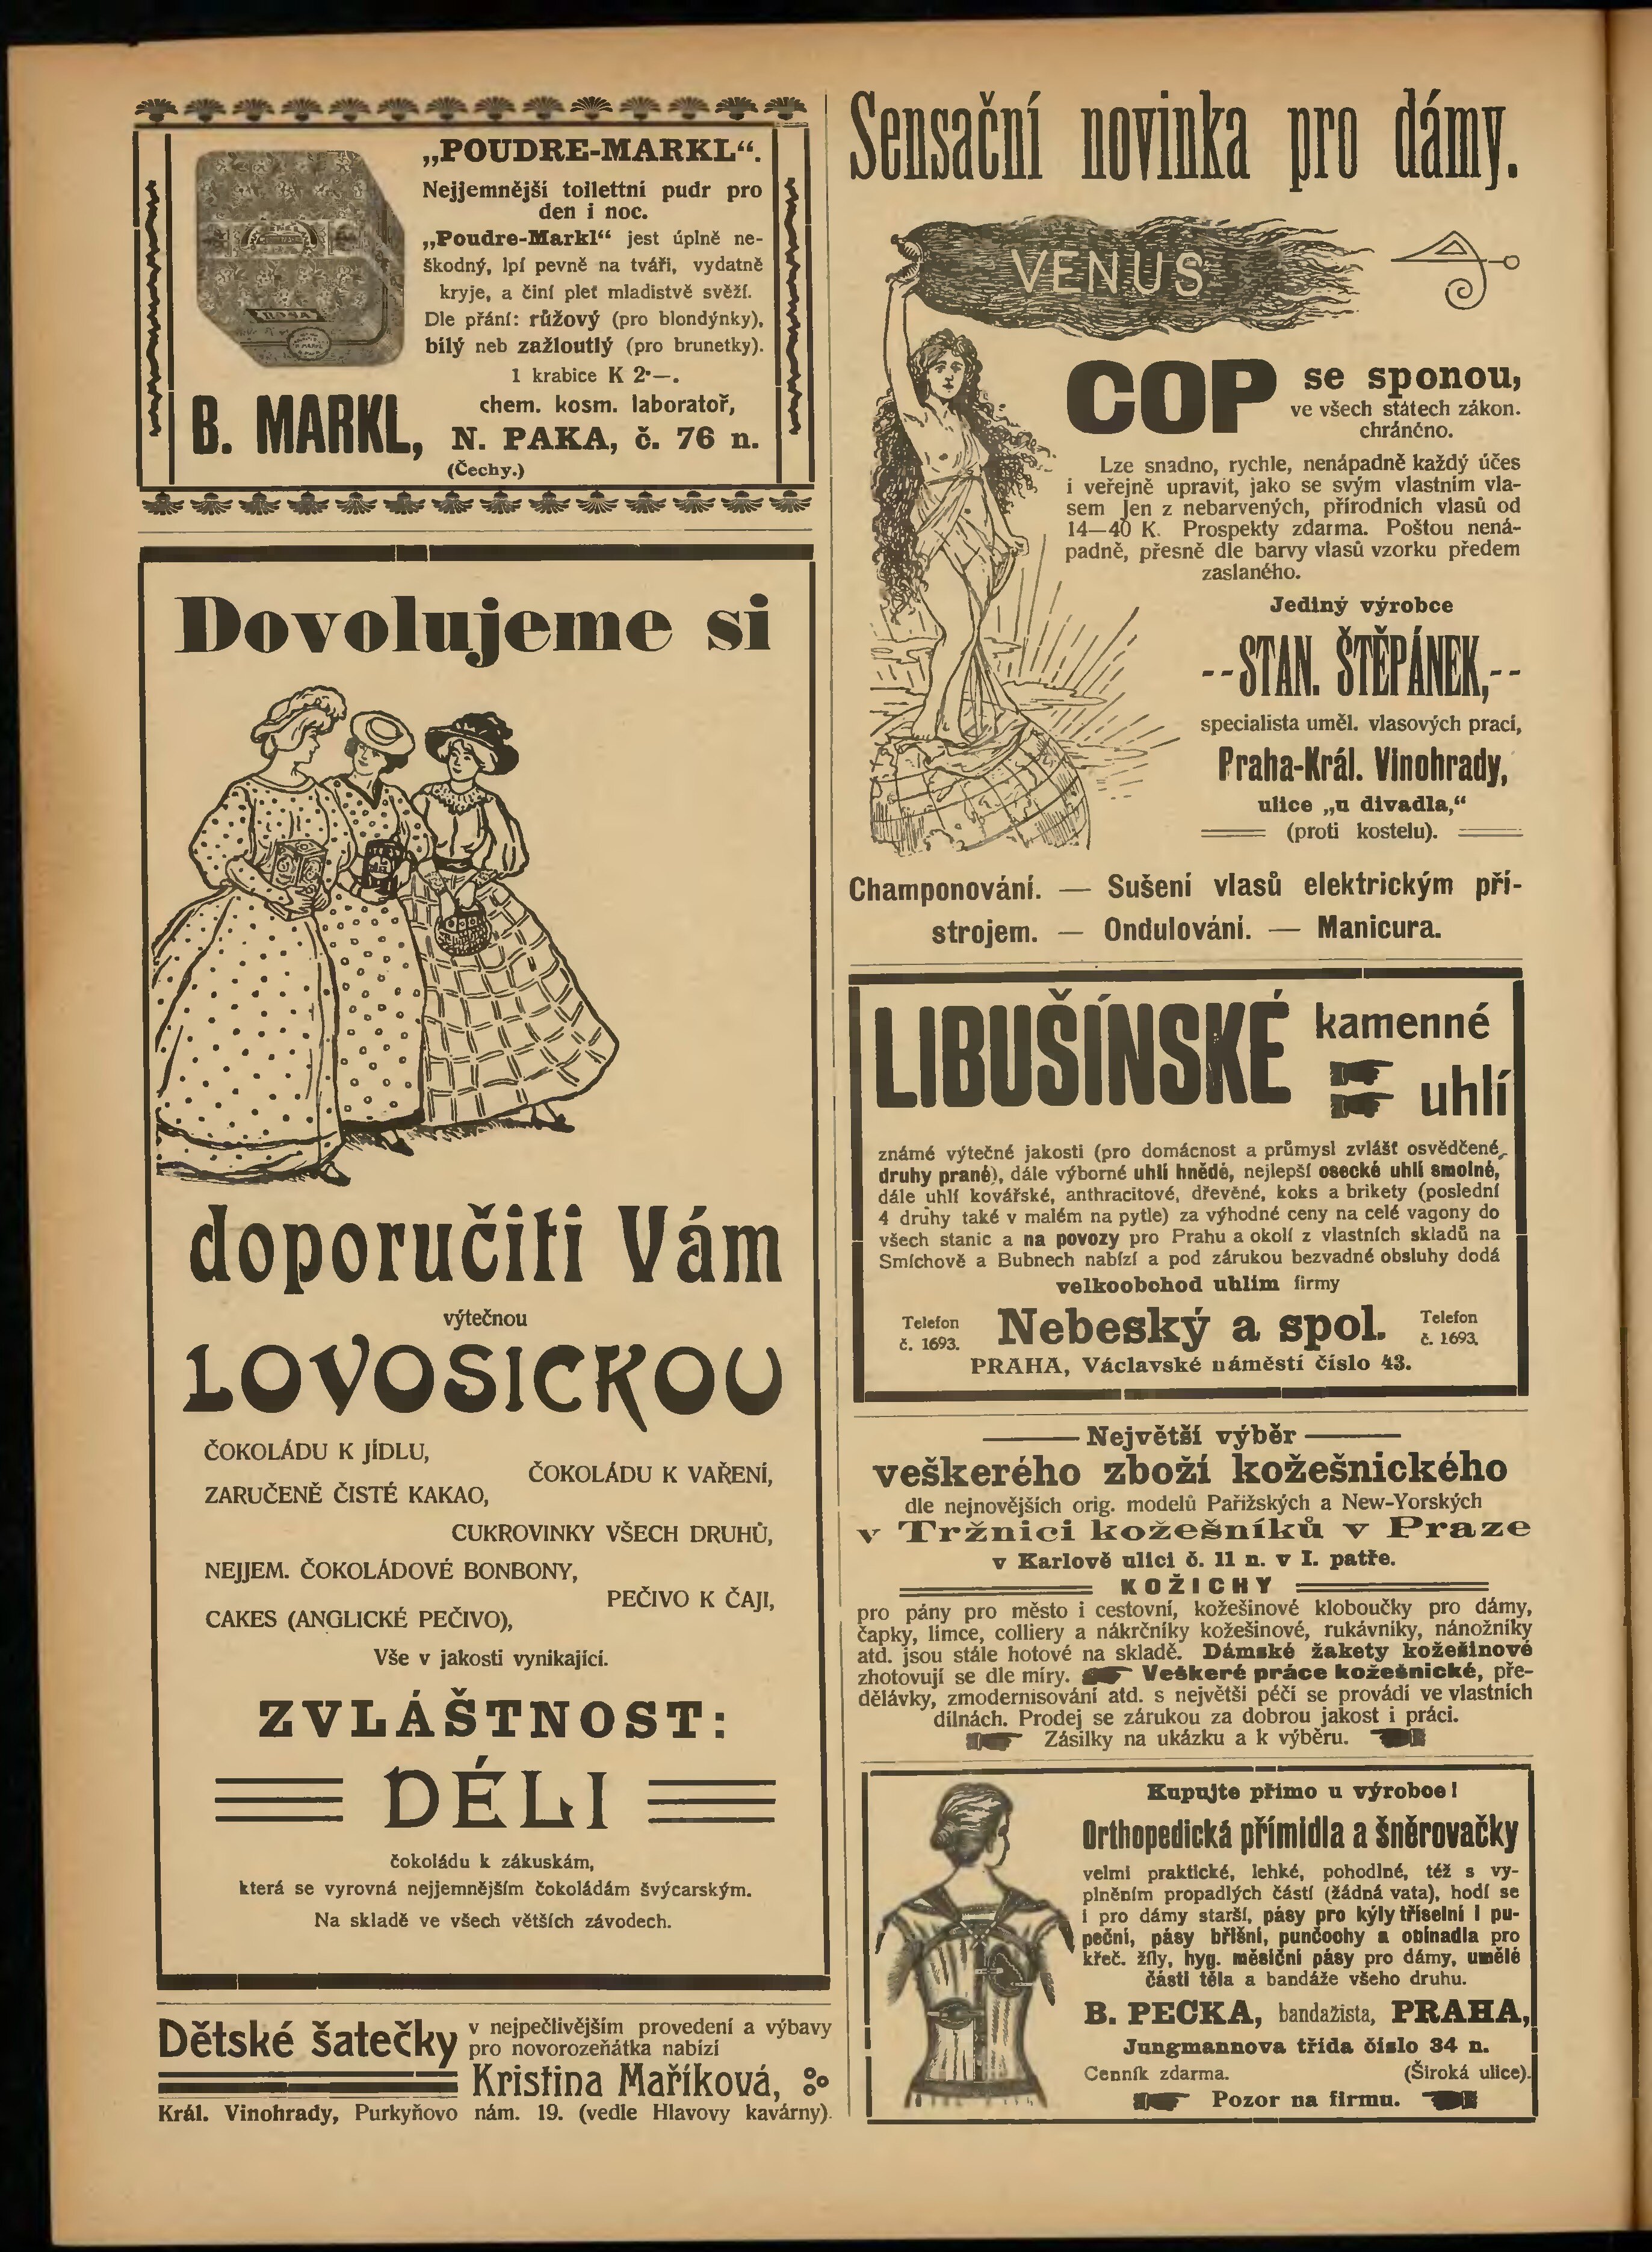 „POUDRE-MARKL“.
Nejjemnější toilettní pudr pro
den i noc.
„Poudre-Markl“ jest úplně ne-
škodný, lpí pevně na tváři, vydatně
kryje, a činí pleť mladistvě svěží.
Dle přání: růžový (pro blondýnky),
bílý neb zažloutlý (pro brunetky).
1 krabice K 2·—.
B. MARKL,
chem. kosm. laboratoř,
N. PAKA, č. 76 n.
(Čechy.)
Dovolujeme si
doporučiti Vám
výtečnou
LOVOSICKOU
ČOKOLÁDU K JÍDLU,
ČOKOLÁDU K VAŘENÍ,
ZARUČENĚ ČISTÉ KAKAO,
CUKROVINKY VŠECH DRUHŮ,
NEJJEM. ČOKOLÁDOVÉ BONBONY,
PEČIVO K ČAJI,
CAKES (ANGLICKÉ PEČIVO),
Vše v jakosti vynikající.
ZVLÁŠTNOST:
DÉLI
čokoládu k zákuskám,
která se vyrovná nejjemnějším čokoládám švýcarským.
Na skladě ve všech větších závodech.
Dětské šatečky
v nejpečlivějším provedení a výbavy
pro novorozeňátka nabízí
Kristina Maříková,
Král. Vinohrady, Purkyňovo nám. 19. (vedle Hlavovy kavárny).
Sensační novinka pro dámy.
VENUS
COP se sponou,
ve všech státech zákon.
chráněno.
Lze snadno, rychle, nenápadně každý účes
i veřejně upravit, jako se svým vlastním vla-
sem Jen z nebarvených, přírodních vlasů od
14—40 K. Prospekty zdarma. Poštou nená-
padně, přesně dle barvy vlasů vzorku předem
zaslaného.
Jediný výrobce
--STAN. ŠTĚPÁNEK,--
specialista uměl. vlasových prací,
Praha-Král. Vinohrady,
ulice „u divadla,“
(proti kostelu).
Champonování. — Sušení vlasů elektrickým pří-
strojem. — Ondulování. — Manicura.
LIBUŠÍNSKÉ kamenné
uhlí
známé výtečné jakosti (pro domácnost a průmysl zvlášť osvědčené
druhy prané), dále výborné uhlí hnědé, nejlepší osecké uhlí smolné,
dále uhlí kovářské, anthracitové, dřevěné, koks a brikety (poslední
4 druhy také v malém na pytle) za výhodné ceny na celé vagony do
všech stanic a na povozy pro Prahu a okolí z vlastních skladů na
Smíchově a Bubnech nabízí a pod zárukou bezvadné obsluhy dodá
velkoobchod uhlím firmy
Telefon
č. 1693.
Nebeský a spol.
Telefon
č. 1693.
PRAHA, Václavské náměstí číslo 43.
Největší výběr
veškerého zboží kožešnického
dle nejnovějších orig. modelů Pařížských a New-Yorských
v Tržnici kožešníků v Praze
v Karlově ulici č. 11 n. v I. patře.
KOŽICHY
pro pány pro město i cestovní, kožešinové kloboučky pro dámy,
čapky, límce, colliery a nákrčníky kožešinové, rukávníky, nánožníky
atd. jsou stále hotové na skladě. Dámské žakety kožešinové
zhotovují se dle míry. Veškeré práce kožešnické, pře-
dělávky, zmodernisování atd. s největší péčí se provádí ve vlastních
dílnách. Prodej se zárukou za dobrou jakost i práci.
Zásilky na ukázku a k výběru.
Kupujte přímo u výrobce!
Orthopedická přímidla a šněrovačky
velmi praktické, lehké, pohodlné, též s vy-
plněním propadlých částí (žádná vata), hodí se
i pro dámy starší, pásy pro kýly tříselní i pu-
peční, pásy břišní, punčochy a obinadla pro
křeč. žíly, hyg. měsíční pásy pro dámy, umělé
části těla a bandáže všeho druhu.
B. PECKA, bandažista, PRAHA,
Jungmannova třída číslo 34 n.
Cenník zdarma. (Široká ulice).
Pozor na firmu.